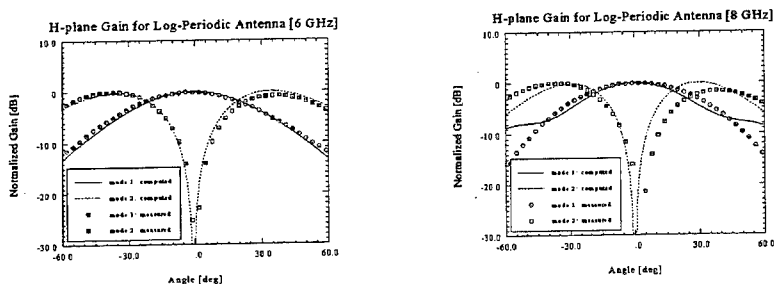 H-plane Gain for Log-Periodic Antenna [6 GHz]
10.0
0
-10.0
-20.0
-30.0
Normalized Gain [dB]
mode 1: computed
mode 2: computed
mode 1: measured
mode 2: measured
-60.0 -30.0 .0 30.0 60.0
Angle [deg]
H-plane Gain for Log-Periodic Antenna [8 GHz]
10.0
.0
-10.0
-20.0
-30.0
Normalized Gain [dB]
mode 1: computed
mode 2: computed
mode 1: measured
mode 2: measured
-60.0 -30.0 .0 30.0 60.0
Angle [deg]